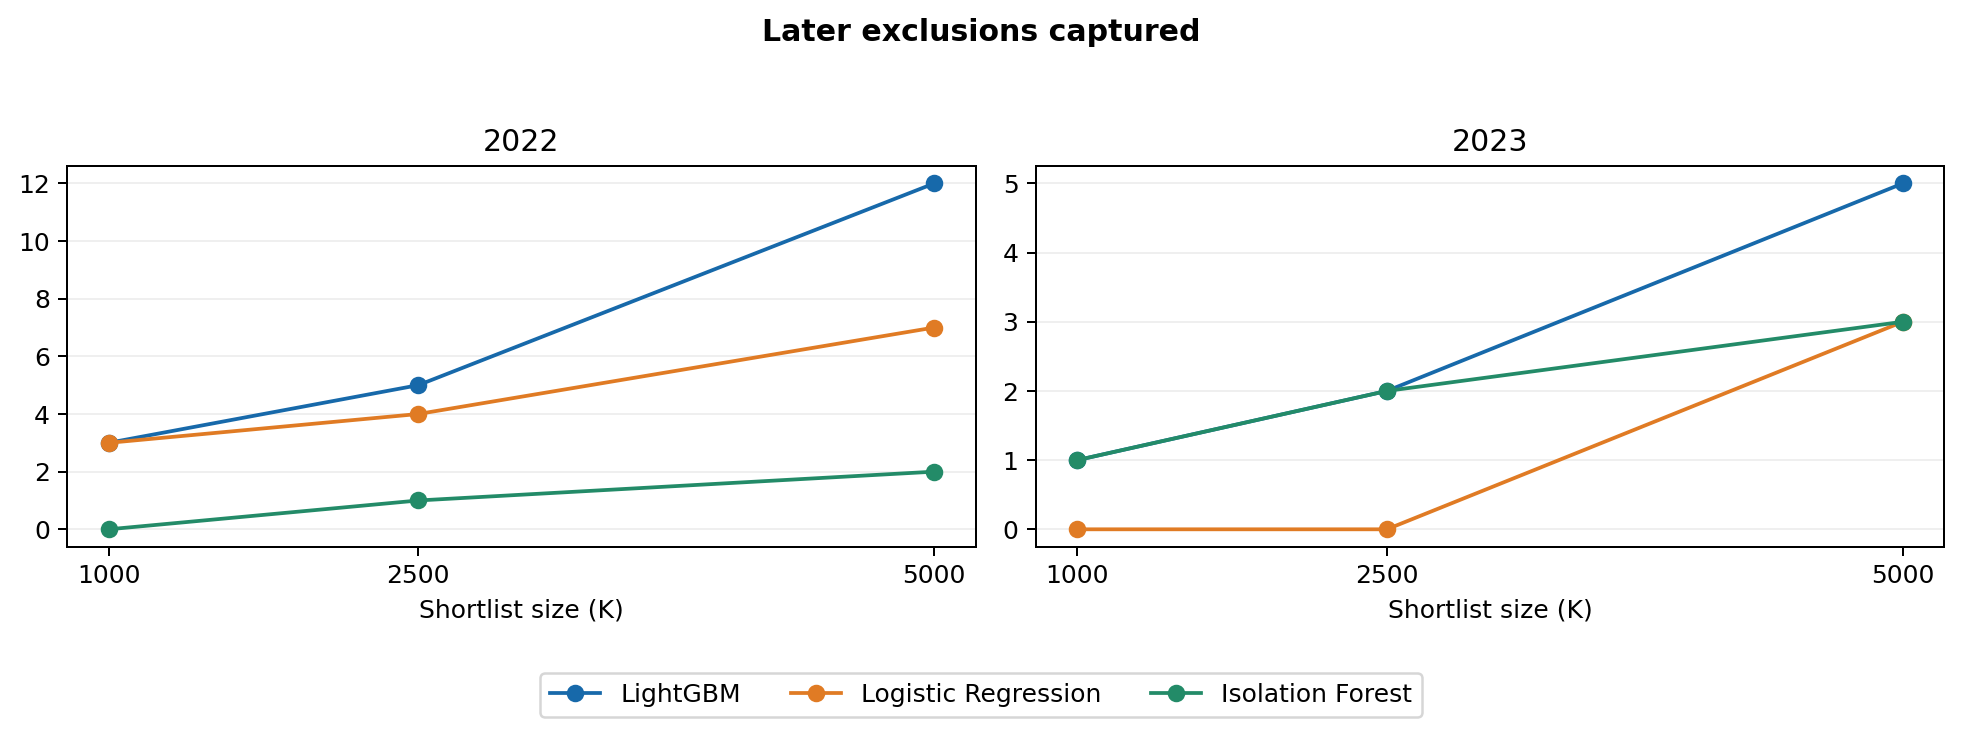 Later exclusions captured
2022
12
10
8
6
4
2
0
1000 2500 5000
Shortlist size (K)
2023
5
4
3
2
1
0
1000 2500 5000
Shortlist size (K)
LightGBM Logistic Regression Isolation Forest